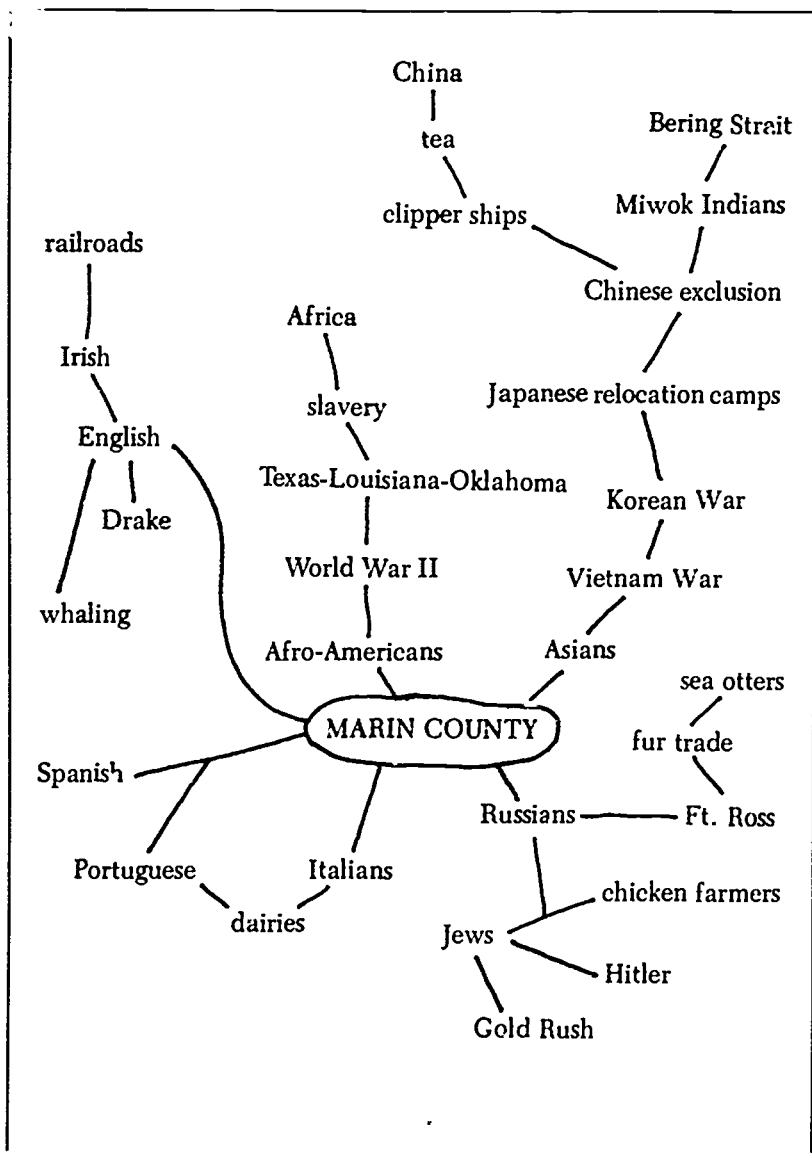 China
tea
clipper ships
Bering Strait
Miwok Indians
Chinese exclusion
Japanese relocation camps
Korean War
Vietnam War
Asians
railroads
Irish
English
Drake
whaling
Africa
slavery
Texas-Louisiana-Oklahoma
World War II
Afro-Americans
MARIN COUNTY
sea otters
fur trade
Ft. Ross
Russians
Spanish
Portuguese
dairies
Italians
chicken farmers
Jews
Hitler
Gold Rush